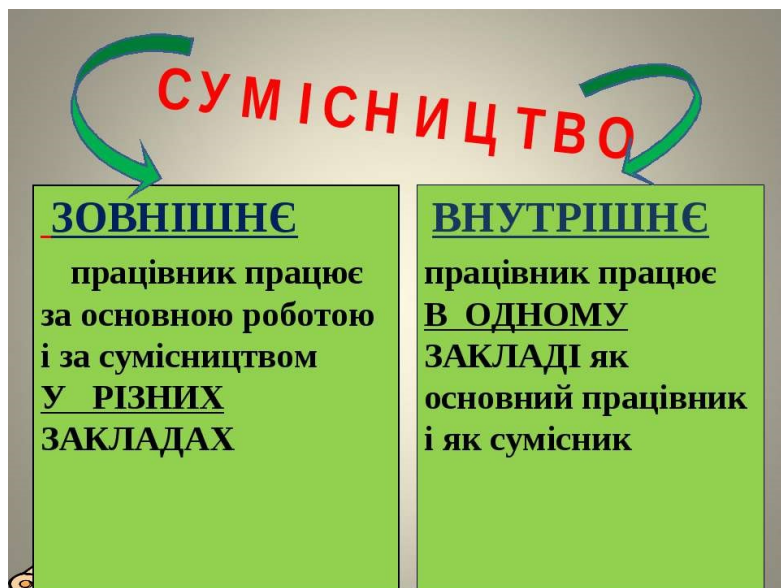 СУМІСНИЦТВО
ЗОВНІШНЄ
працівник працює
за основною роботою
і за сумісництвом
У РІЗНИХ
ЗАКЛАДАХ
ВНУТРІШНЄ
працівник працює
В ОДНОМУ
ЗАКЛАДІ як
основний працівник
і як сумісник